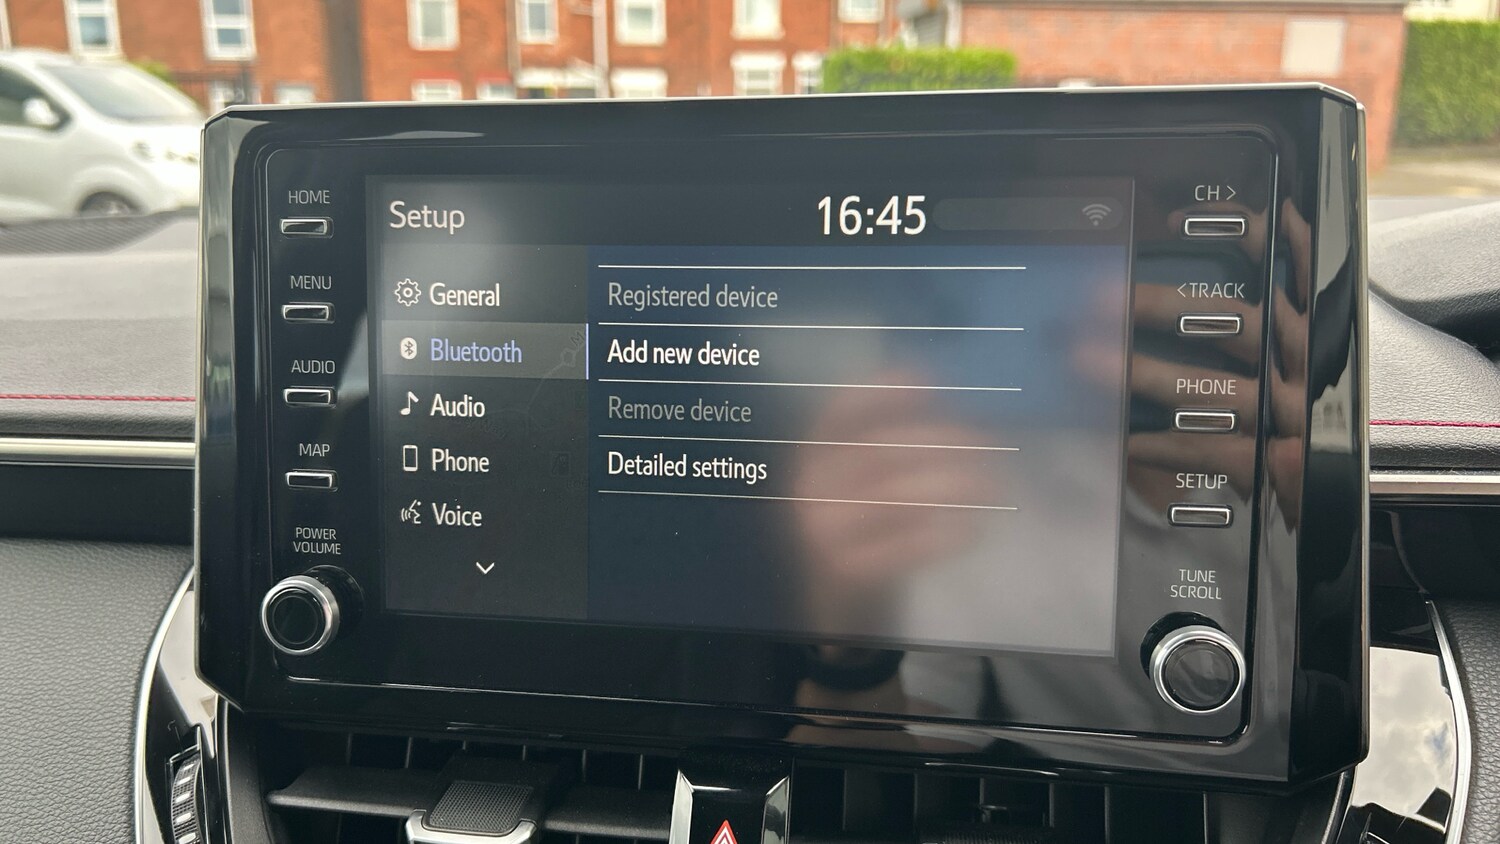 HOME
MENU
AUDIO
MAP
POWER
VOLUME
Setup
16:45
General
Bluetooth
Audio
Phone
Voice
Registered device
Add new device
Remove device
Detailed settings
CH >
< TRACK
PHONE
SETUP
TUNE
SCROLL